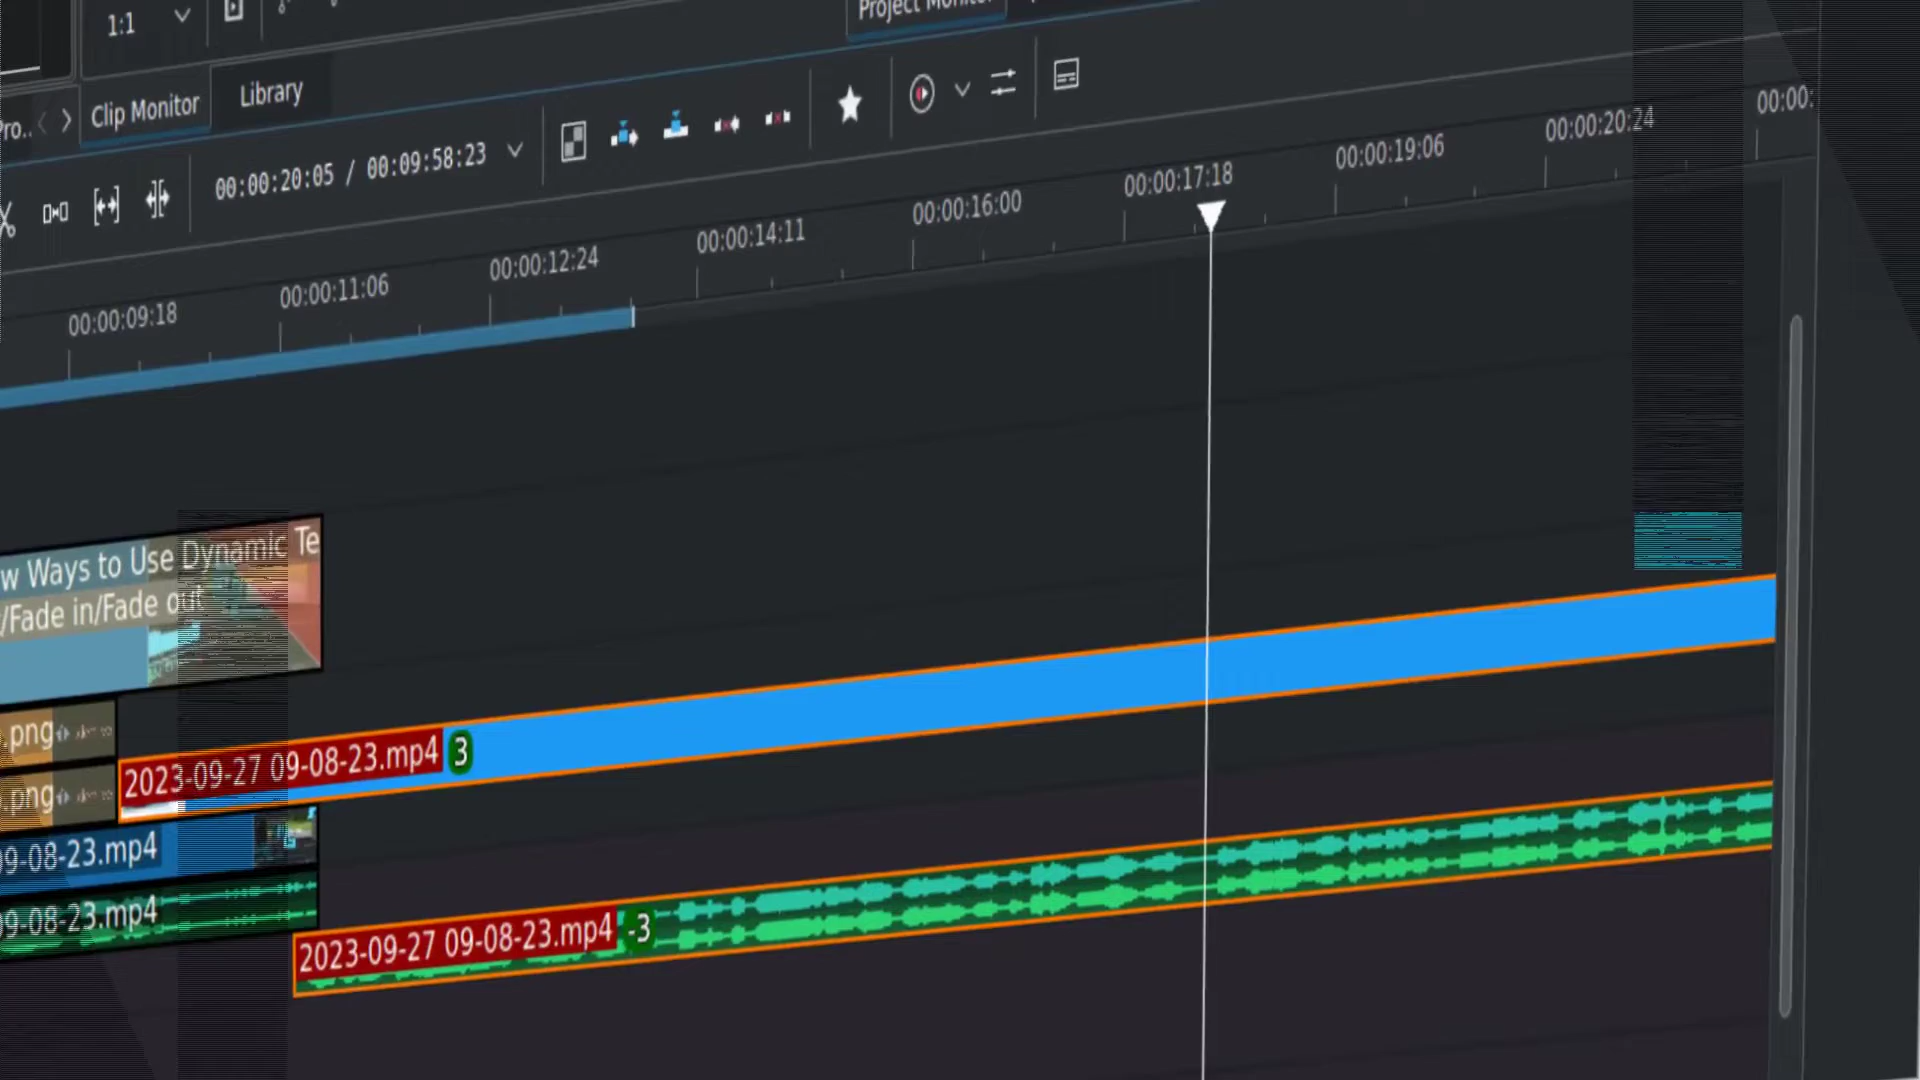 1:1
Project Monitor
Clip Monitor
Library
00:00:20:05 / 00:09:58:23
00:00:09:18
00:00:11:06
00:00:12:24
00:00:14:11
00:00:16:00
00:00:17:18
00:00:19:06
00:00:20:24
00:00:
w Ways to Use Dynamic Te
/Fade in/Fade out
.png
.png
2023-09-27 09-08-23.mp4 3
09-08-23.mp4
09-08-23.mp4
2023-09-27 09-08-23.mp4 -3